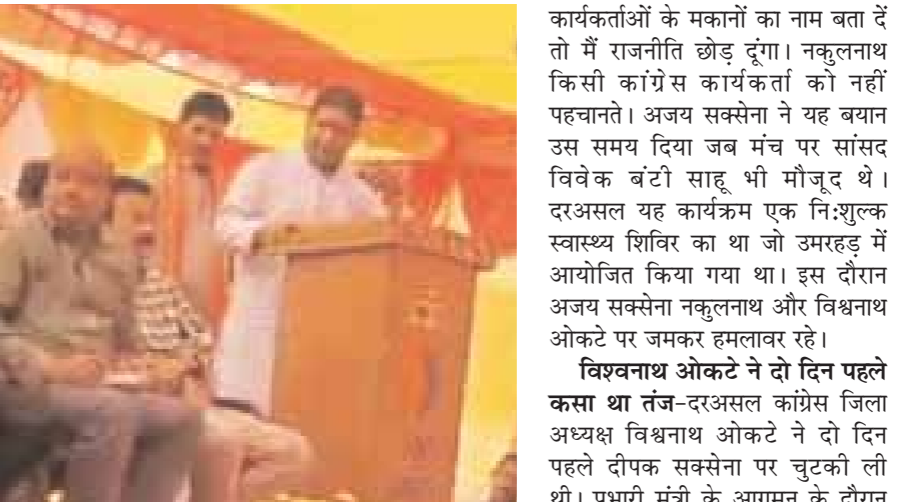 कार्यकर्ताओं के मकानों का नाम बता दें
तो मैं राजनीति छोड़ दूंगा। नकुलनाथ
किसी कांग्रेस कार्यकर्ता को नहीं
पहचानते। अजय सक्सेना ने यह बयान
उस समय दिया जब मंच पर सांसद
विवेक बंटी साहू भी मौजूद थे।
दरअसल यह कार्यक्रम एक नि:शुल्क
स्वास्थ्य शिविर का था जो उमरहड़ में
आयोजित किया गया था। इस दौरान
अजय सक्सेना नकुलनाथ और विश्वनाथ
ओकटे पर जमकर हमलावर रहे।
विश्वनाथ ओकटे ने दो दिन पहले
कसा था तंज-दरअसल कांग्रेस जिला
अध्यक्ष विश्वनाथ ओकटे ने दो दिन
पहले दीपक सक्सेना पर चुटकी ली
थी। प्रभारी मंत्री के आगमन के दौरान